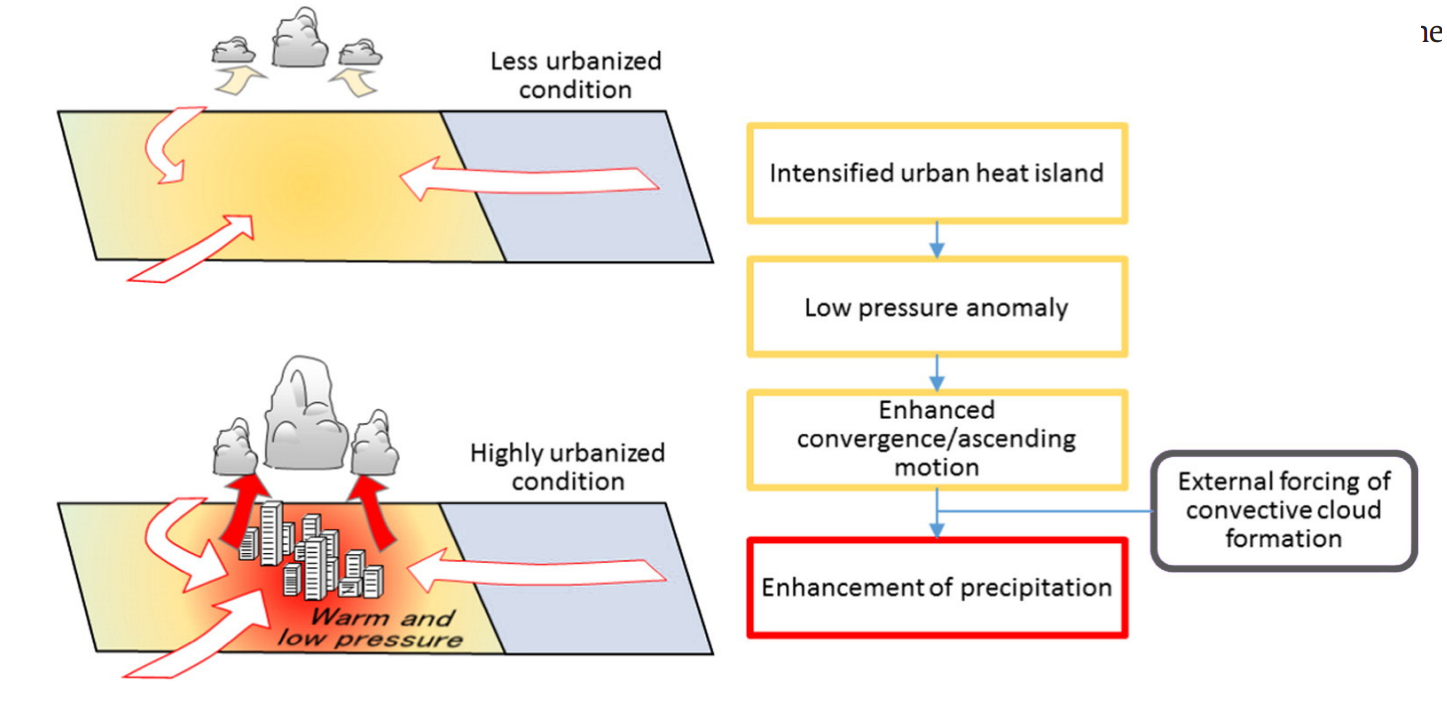 Less urbanized
condition
Intensified urban heat island
Low pressure anomaly
Enhanced
convergence/ascending
motion
Highly urbanized
condition
External forcing of
convective cloud
formation
Enhancement of precipitation
Warm and
low pressure